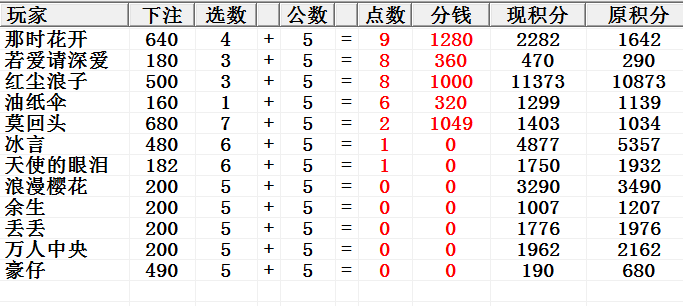 玩家 下注 选数 公数 点数 分钱 现积分 原积分
那时花开 640 4 + 5 = 9 1280 2282 1642
若爱请深爱 180 3 + 5 = 8 360 470 290
红尘浪子 500 3 + 5 = 8 1000 11373 10873
油纸伞 160 1 + 5 = 6 320 1299 1139
莫回头 680 7 + 5 = 2 1049 1403 1034
冰言 480 6 + 5 = 1 0 4877 5357
天使的眼泪 182 6 + 5 = 1 0 1750 1932
浪漫樱花 200 5 + 5 = 0 0 3290 3490
余生 200 5 + 5 = 0 0 1007 1207
丢丢 200 5 + 5 = 0 0 1776 1976
万人中央 200 5 + 5 = 0 0 1962 2162
豪仔 490 5 + 5 = 0 0 190 680